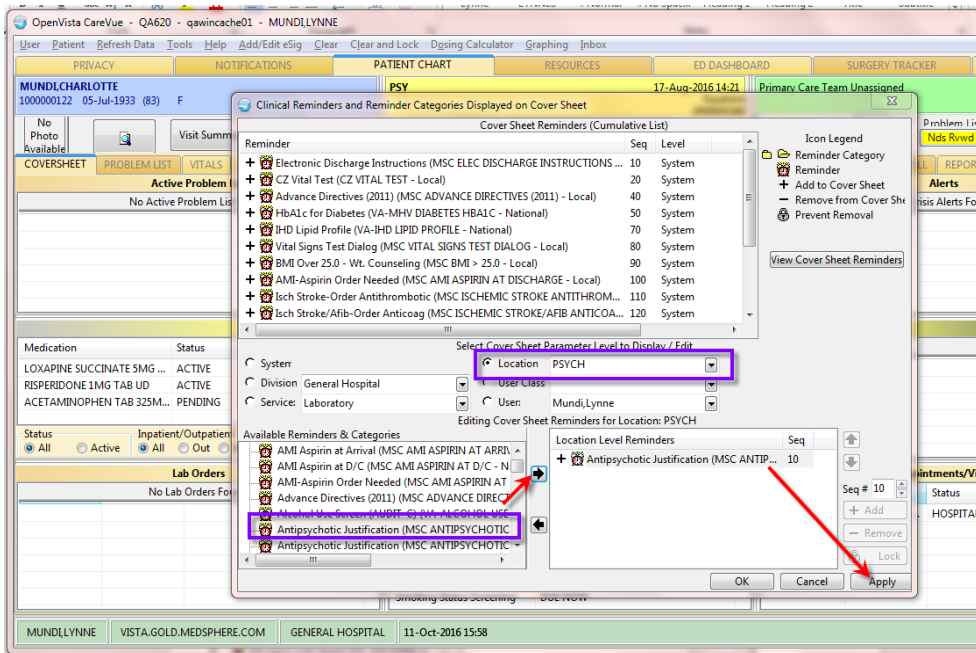 OpenVista CareVue - QA620 - qawincache01 - MUNDI,LYNNE
User Patient Refresh Data Tools Help Add/Edit eSig Clear Clear and Lock Dosing Calculator Graphing Inbox
PRIVACY NOTIFICATIONS PATIENT CHART RESOURCES ED DASHBOARD SURGERY TRACKER
MUNDI,CHARLOTTE PSY 17-Aug-2016 14:21 Primary Care Team Unassigned
1000000122 05-Jul-1933 (83) F
No Photo Available
Visit Summ
Problem Lis
Nds Rvwd
COVERSHEET PROBLEM LIST VITALS REPOR
Active Problem Alerts
No Active Problem Lis isis Alerts Fo
Medication Status
LOXAPINE SUCCINATE 5MG ... ACTIVE
RISPERIDONE 1MG TAB UD ACTIVE
ACETAMINOPHEN TAB 325M... PENDING
Status Inpatient/Outpatient
All Active All Out
Lab Orders
No Lab Orders Fou
Clinical Reminders and Reminder Categories Displayed on Cover Sheet
Cover Sheet Reminders (Cumulative List)
Reminder Seq Level
Electronic Discharge Instructions (MSC ELEC DISCHARGE INSTRUCTIONS ... 10 System
CZ Vital Test (CZ VITAL TEST - Local) 20 System
Advance Directives (2011) (MSC ADVANCE DIRECTIVES (2011) - Local) 40 System
HbA1c for Diabetes (VA-MHV DIABETES HBA1C - National) 50 System
IHD Lipid Profile (VA-IHD LIPID PROFILE - National) 70 System
Vital Signs Test Dialog (MSC VITAL SIGNS TEST DIALOG - Local) 80 System
BMI Over 25.0 - Wt. Counseling (MSC BMI > 25.0 - Local) 90 System
AMI-Aspirin Order Needed (MSC AMI ASPIRIN AT DISCHARGE - Local) 100 System
Isch Stroke-Order Antithrombotic (MSC ISCHEMIC STROKE ANTITHROM... 110 System
Isch Stroke/Afib-Order Anticoag (MSC ISCHEMIC STROKE/AFIB ANTICOA... 120 System
Icon Legend
Reminder Category
Reminder
Add to Cover Sheet
Remove from Cover She
Prevent Removal
View Cover Sheet Reminders
Select Cover Sheet Parameter Level to Display / Edit
System Location PSYCH
Division General Hospital User Class
Service: Laboratory User: Mundi,Lynne
Editing Cover Sheet Reminders for Location: PSYCH
Available Reminders & Categories
AMI Aspirin at Arrival (MSC AMI ASPIRIN AT ARRIV
AMI Aspirin at D/C (MSC AMI ASPIRIN AT D/C - N
AMI-Aspirin Order Needed (MSC AMI ASPIRIN AT
Advance Directives (2011) (MSC ADVANCE DIRECT
Alcohol Use Screen (AUDIT-C) (VA-ALCOHOL USE
Antipsychotic Justification (MSC ANTIPSYCHOTIC
Antipsychotic Justification (MSC ANTIPSYCHOTIC
Location Level Reminders Seq
Antipsychotic Justification (MSC ANTIP... 10
Seq # 10
+ Add
Remove
Lock
OK Cancel Apply
intments/Vi
Status
HOSPITAL
Smoking Status Screening DUE NOW
MUNDI,LYNNE VISTA.GOLD.MEDSPHERE.COM GENERAL HOSPITAL 11-Oct-2016 15:58